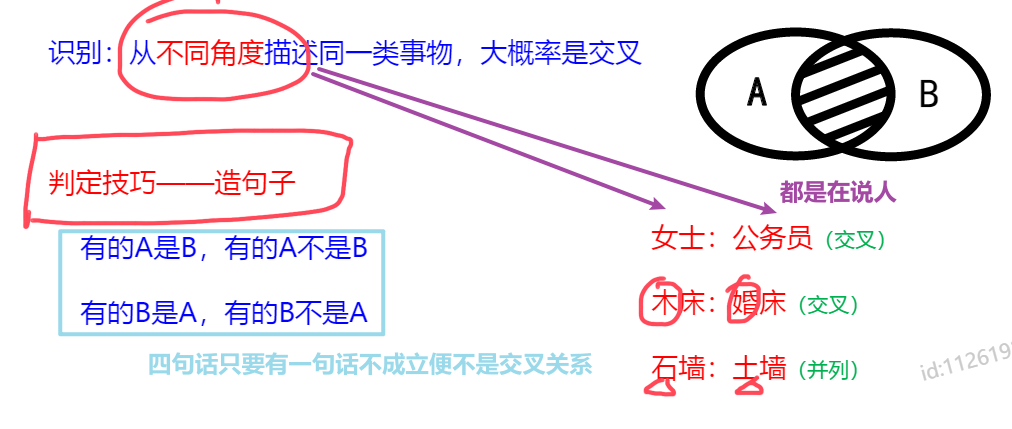 识别：从不同角度描述同一类事物，大概率是交叉
A
B
判定技巧——造句子
都是在说人
有的A是B，有的A不是B
女士：公务员（交叉）
有的B是A，有的B不是A
木床：婚床（交叉）
四句话只要有一句话不成立便不是交叉关系
石墙：土墙（并列）